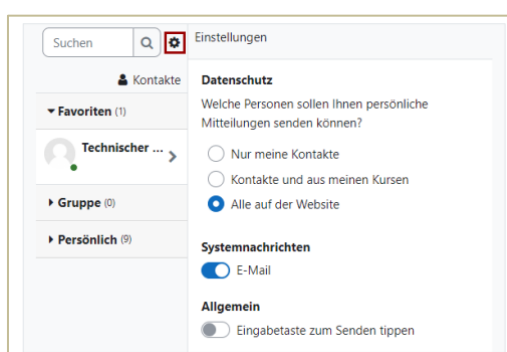 Suchen
Kontakte
Favoriten (1)
Technischer ...
Gruppe (0)
Persönlich (9)
Einstellungen
Datenschutz
Welche Personen sollen Ihnen persönliche
Mitteilungen senden können?
Nur meine Kontakte
Kontakte und aus meinen Kursen
Alle auf der Website
Systemnachrichten
E-Mail
Allgemein
Eingabetaste zum Senden tippen